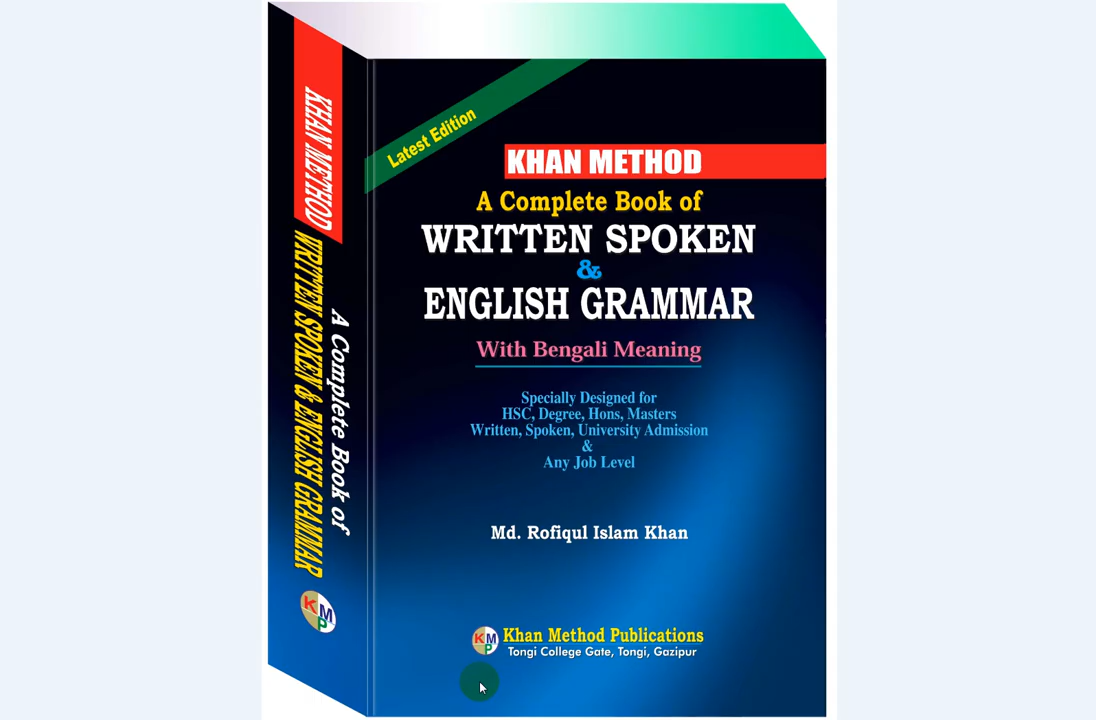 KHAN METHOD
WRITTEN SPOKEN & ENGLISH GRAMMAR
A Complete Book of
KMP
Latest Edition
KHAN METHOD
A Complete Book of
WRITTEN SPOKEN
&
ENGLISH GRAMMAR
With Bengali Meaning
Specially Designed for
HSC, Degree, Hons, Masters
Written, Spoken, University Admission
&
Any Job Level
Md. Rofiqul Islam Khan
KMP Khan Method Publications
Tongi College Gate, Tongi, Gazipur